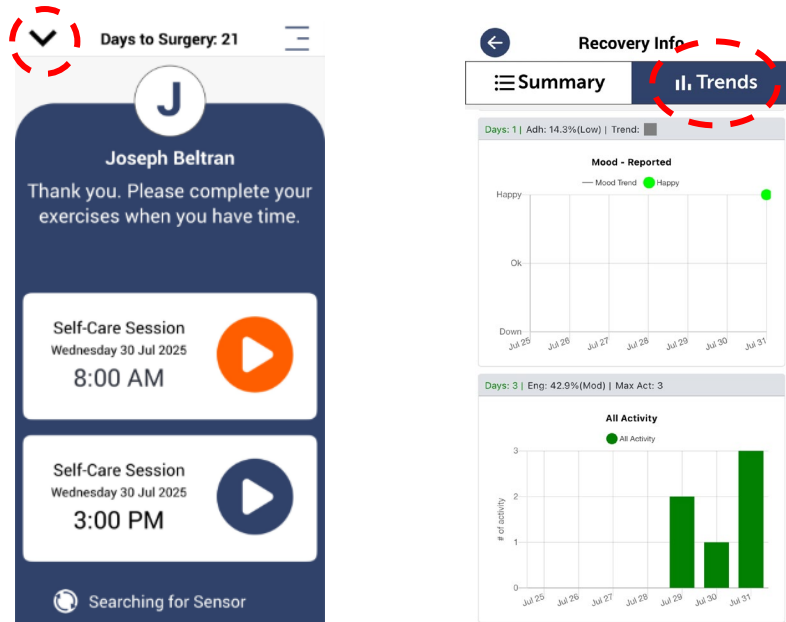 Days to Surgery: 21
J
Joseph Beltran
Thank you. Please complete your
exercises when you have time.
Self-Care Session
Wednesday 30 Jul 2025
8:00 AM
Self-Care Session
Wednesday 30 Jul 2025
3:00 PM
Searching for Sensor
Recovery Info
Summary
Trends
Days: 1 | Adh: 14.3%(Low) | Trend:
Mood - Reported
Mood Trend Happy
Happy
Ok
Down
Jul 25 Jul 26 Jul 27 Jul 28 Jul 29 Jul 30 Jul 31
Days: 3 | Eng: 42.9%(Mod) | Max Act: 3
All Activity
All Activity
# of activity
3
2
1
0
Jul 25 Jul 26 Jul 27 Jul 28 Jul 29 Jul 30 Jul 31